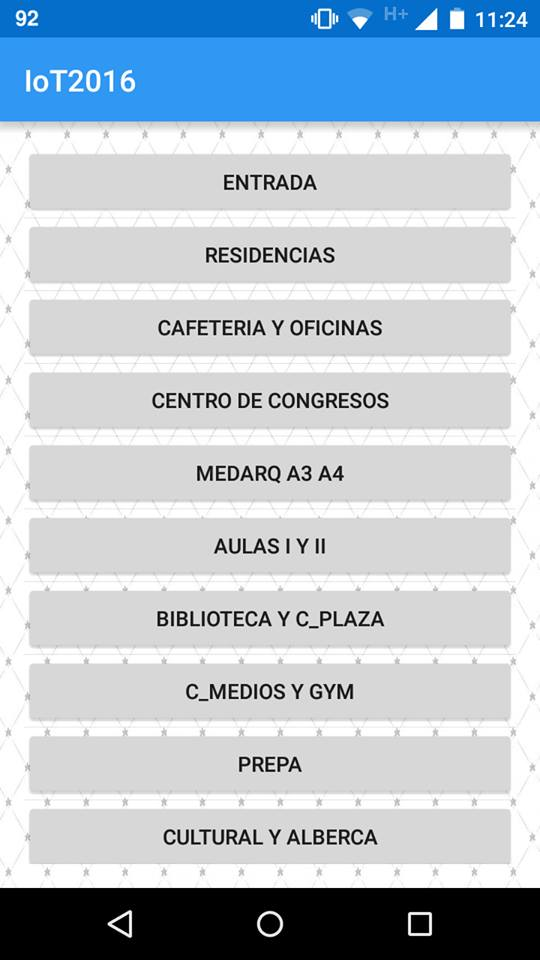 92 H+ 11:24
IoT2016
ENTRADA
RESIDENCIAS
CAFETERIA Y OFICINAS
CENTRO DE CONGRESOS
MEDARQ A3 A4
AULAS I Y II
BIBLIOTECA Y C_PLAZA
C_MEDIOS Y GYM
PREPA
CULTURAL Y ALBERCA